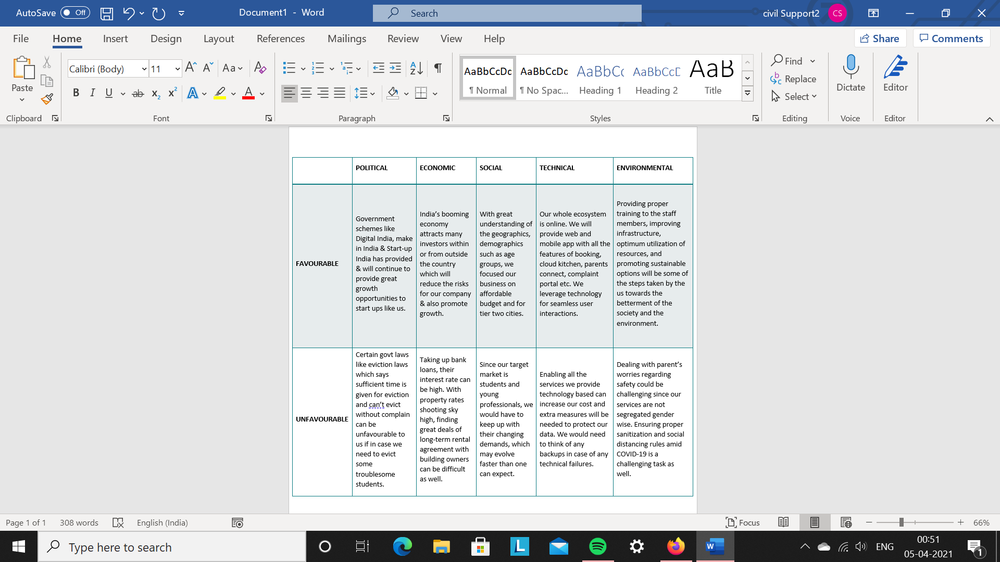 AutoSave Off Document1 - Word Search civil Support2 CS
File Home Insert Design Layout References Mailings Review View Help Share Comments
Paste
Clipboard
Calibri (Body) 11
Font
Paragraph
AaBbCcDc AaBbCcDc AaBbCc AaBbCcD AaB
¶ Normal ¶ No Spac... Heading 1 Heading 2 Title
Styles
Find
Replace
Select
Editing
Dictate
Voice
Editor
Editor
POLITICAL ECONOMIC SOCIAL TECHNICAL ENVIRONMENTAL
FAVOURABLE
Government
schemes like
Digital India, make
in India & Start-up
India has provided
& will continue to
provide great
growth
opportunities to
start ups like us.
India's booming
economy
attracts many
investors within
or from outside
the country
which will
reduce the risks
for our company
& also promote
growth.
With great
understanding of
the geographics,
demographics
such as age
groups, we
focused our
business on
affordable
budget and for
tier two cities.
Our whole ecosystem
is online. We will
provide web and
mobile app with all the
features of booking,
cloud kitchen, parents
connect, complaint
portal etc. We
leverage technology
for seamless user
interactions.
Providing proper
training to the staff
members, improving
infrastructure,
optimum utilization of
resources, and
promoting sustainable
options will be some of
the steps taken by the
us towards the
betterment of the
society and the
environment.
UNFAVOURABLE
Certain govt laws
like eviction laws
which says
sufficient time is
given for eviction
and can't evict
without complain
can be
unfavourable to
us if in case we
need to evict
some
troublesome
students.
Taking up bank
loans, their
interest rate can
be high. With
property rates
shooting sky
high, finding
great deals of
long-term rental
agreement with
building owners
can be difficult
as well.
Since our target
market is
students and
young
professionals, we
would have to
keep up with
their changing
demands, which
may evolve
faster than one
can expect.
Enabling all the
services we provide
technology based can
increase our cost and
extra measures will be
needed to protect our
data. We would need
to think of any
backups in case of any
technical failures.
Dealing with parent's
worries regarding
safety could be
challenging since our
services are not
segregated gender
wise. Ensuring proper
sanitization and social
distancing rules amid
COVID-19 is a
challenging task as
well.
Page 1 of 1 308 words English (India) Focus 66%
Type here to search
ENG
00:51
05-04-2021
1